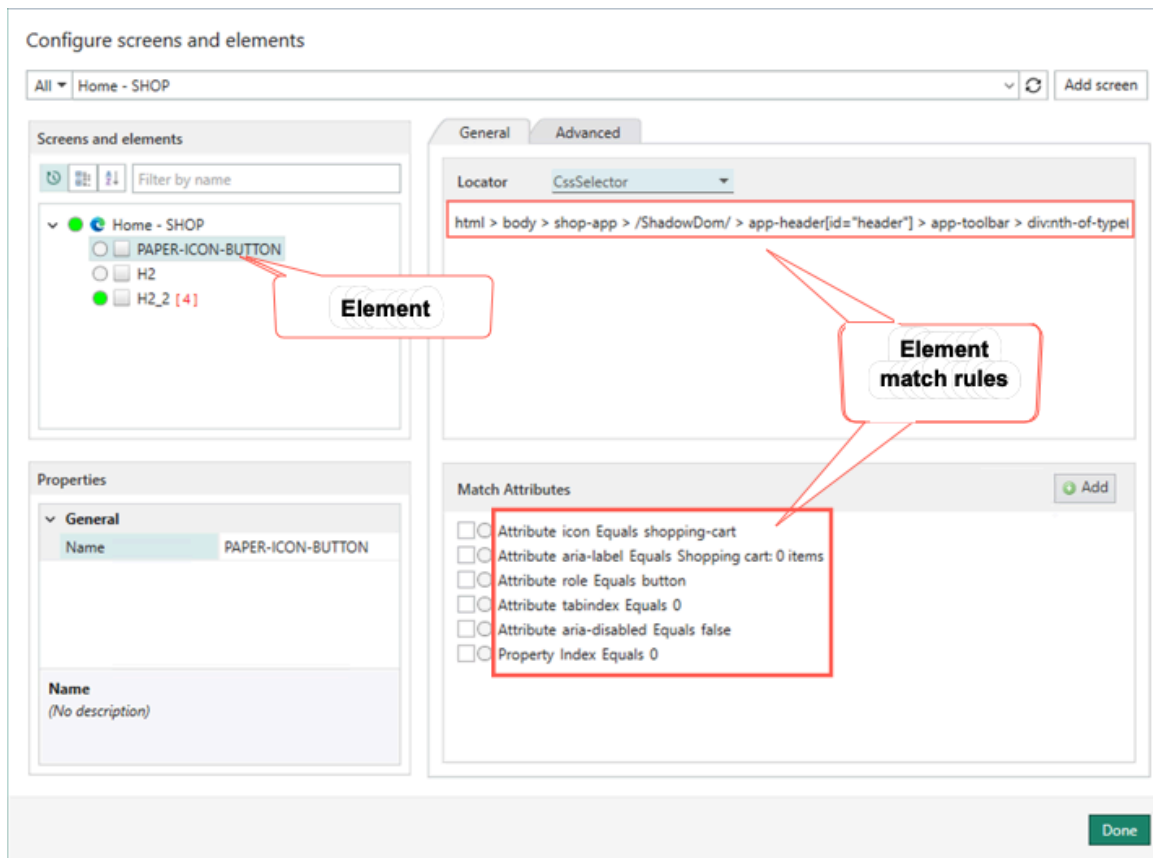 Configure screens and elements
All Home - SHOP Add screen
Screens and elements
Filter by name
Home - SHOP
PAPER-ICON-BUTTON
H2
H2_2 [4]
Element
Properties
General
Name PAPER-ICON-BUTTON
Name
(No description)
General Advanced
Locator CssSelector
html > body > shop-app > /ShadowDom/ > app-header[id="header"] > app-toolbar > div:nth-of-type(
Element
match rules
Match Attributes Add
Attribute icon Equals shopping-cart
Attribute aria-label Equals Shopping cart: 0 items
Attribute role Equals button
Attribute tabindex Equals 0
Attribute aria-disabled Equals false
Property Index Equals 0
Done